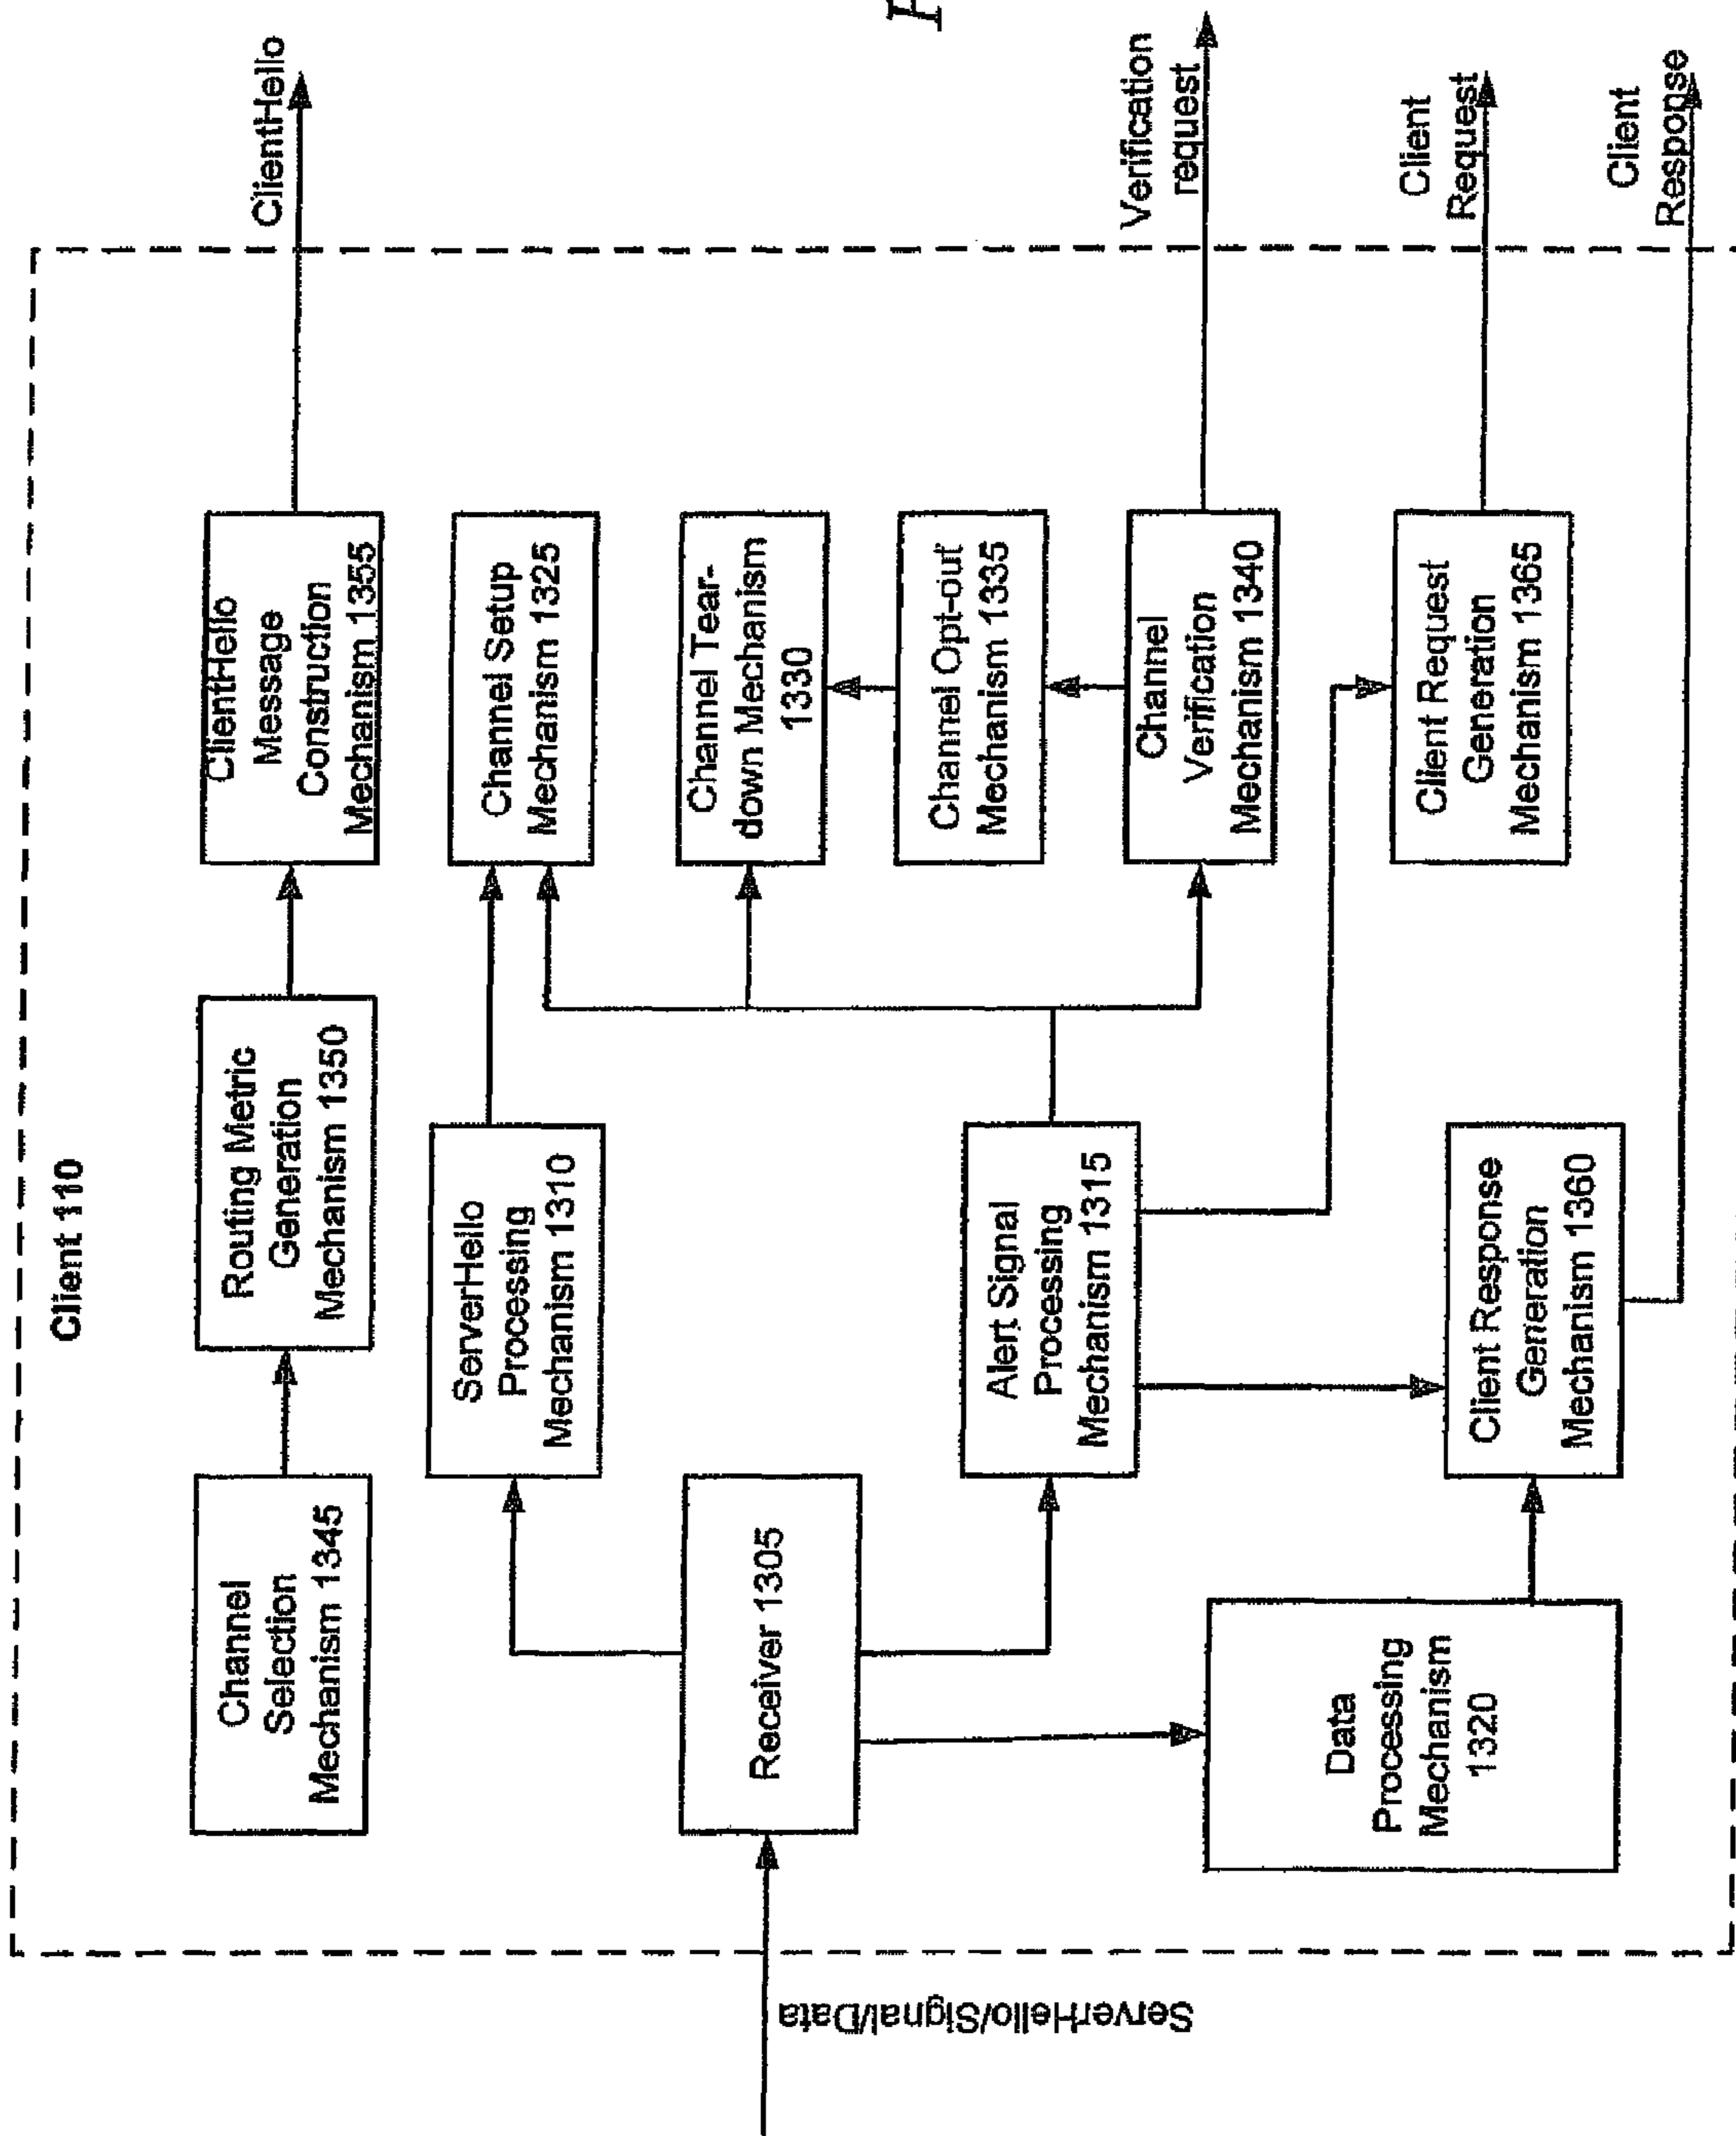 Client 110
Channel
Selection
Mechanism 1345
Routing Metric
Generation
Mechanism 1350
ClientHello
Message
Construction
Mechanism 1355
ClientHello
ServerHello
Processing
Mechanism 1310
Channel Setup
Mechanism 1325
Receiver 1305
ServerHello/Signal/Data
Channel Tear-
down Mechanism
1330
Channel Opt-out
Mechanism 1335
Alert Signal
Processing
Mechanism 1315
Channel
Verification
Mechanism 1340
Verification
request
Data
Processing
Mechanism
1320
Client Response
Generation
Mechanism 1360
Client Request
Generation
Mechanism 1365
Client
Request
Client
Response